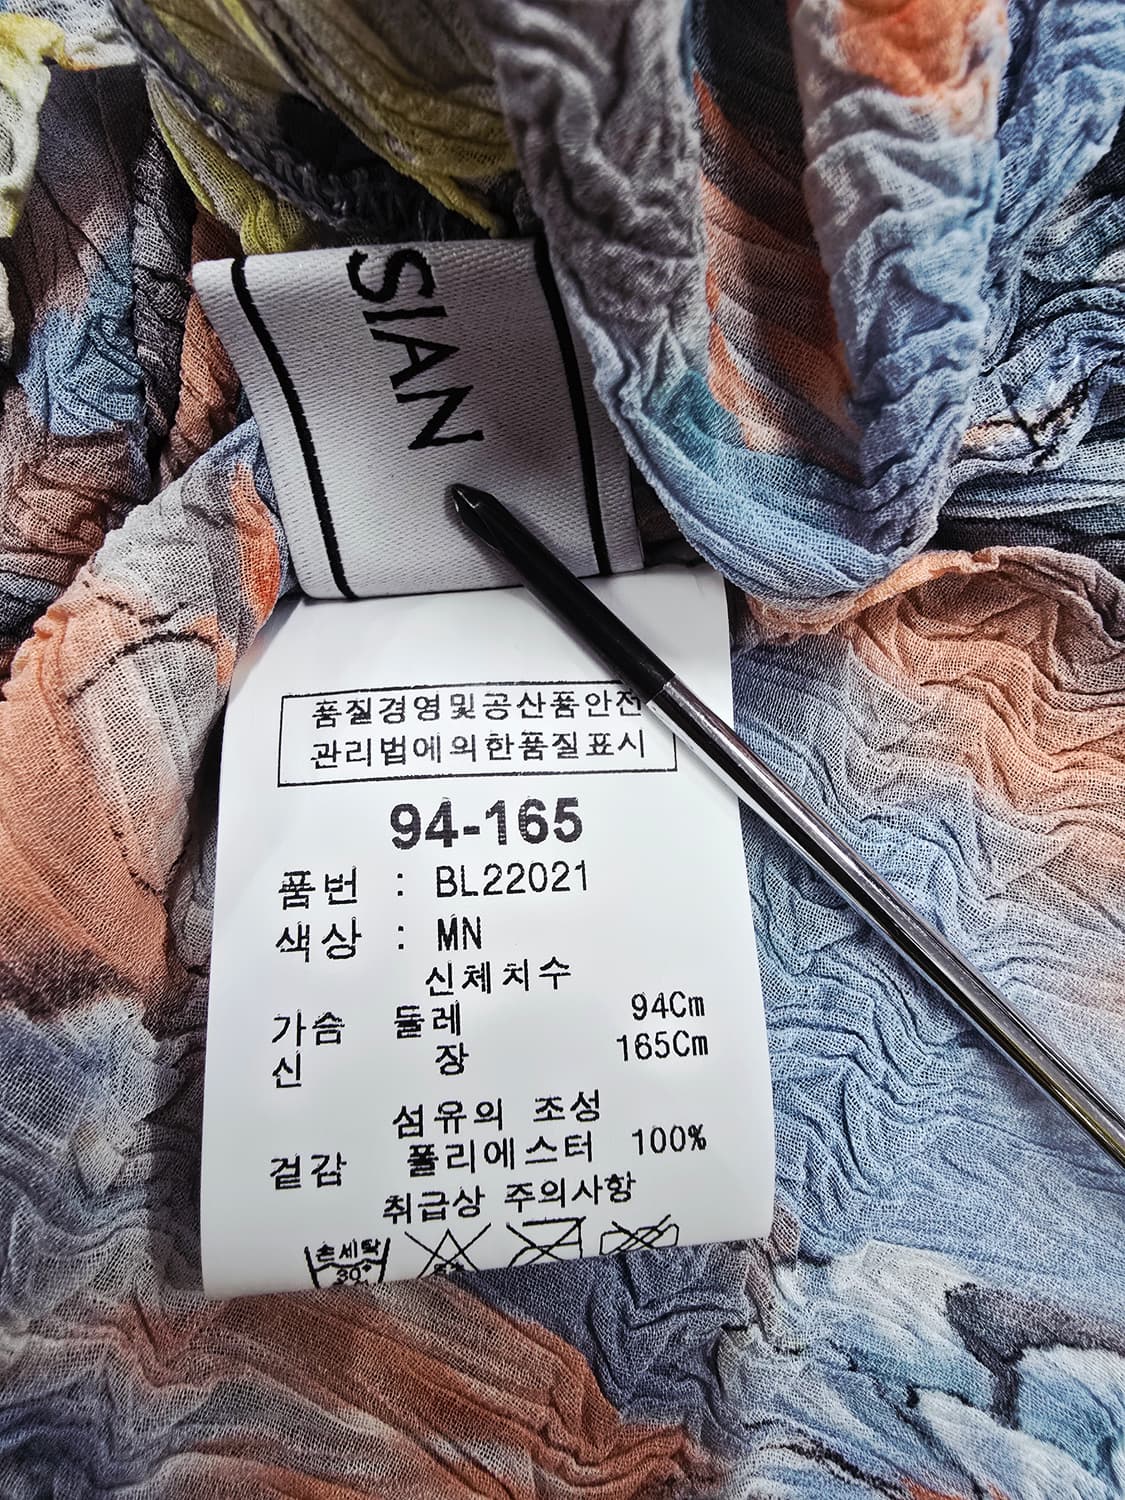 SIAN
품질경영및공산품안전
관리법에의한품질표시
94-165
품번 : BL22021
색상 : MN
신체치수
가슴 둘레 94Cm
신 장 165Cm
섬유의 조성
겉감 폴리에스터 100%
취급상 주의사항
손세탁
30°